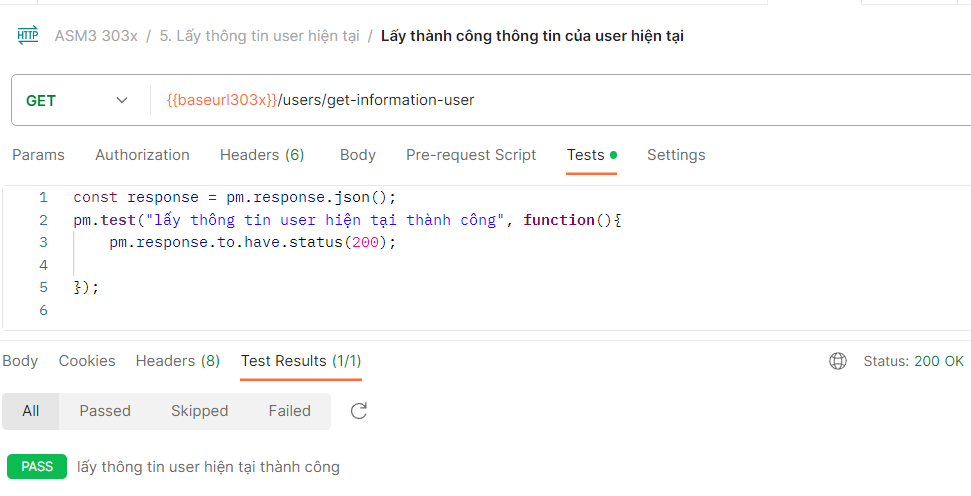 HTTP ASM3 303x / 5. Lấy thông tin user hiện tại / Lấy thành công thông tin của user hiện tại
GET {{baseurl303x}}/users/get-information-user
Params Authorization Headers (6) Body Pre-request Script Tests Settings
1 const response = pm.response.json();
2 pm.test("lấy thông tin user hiện tại thành công", function(){
3 pm.response.to.have.status(200);
4
5 });
6
Body Cookies Headers (8) Test Results (1/1) Status: 200 OK
All Passed Skipped Failed
PASS lấy thông tin user hiện tại thành công